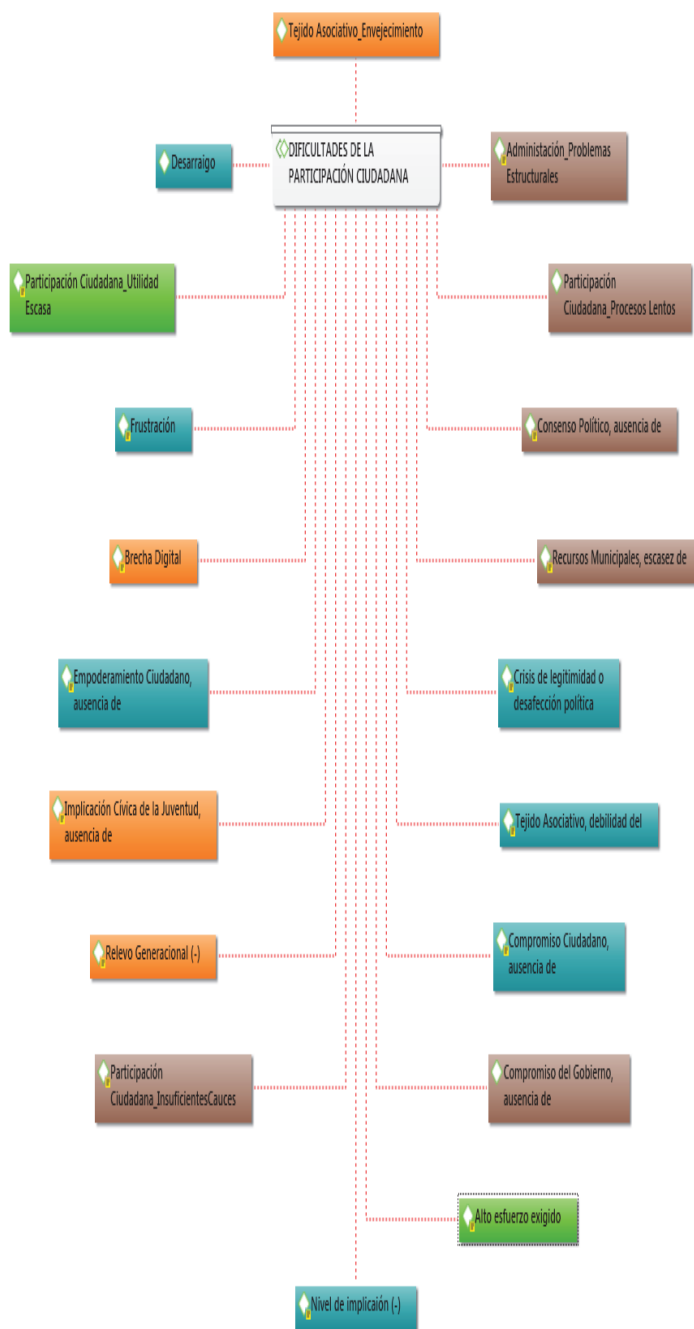 Tejido Asociativo_Envejecimiento
DIFICULTADES DE LA
PARTICIPACIÓN CIUDADANA
Desarraigo
Administación_Problemas
Estructurales
Participación Ciudadana_Utilidad
Escasa
Participación
Ciudadana_Procesos Lentos
Frustración
Consenso Político, ausencia de
Brecha Digital
Recursos Municipales, escasez de
Empoderamiento Ciudadano,
ausencia de
Crisis de legitimidad o
desafección política
Implicación Cívica de la Juventud,
ausencia de
Tejido Asociativo, debilidad del
Relevo Generacional (-)
Compromiso Ciudadano,
ausencia de
Participación
Ciudadana_InsuficientesCauces
Compromiso del Gobierno,
ausencia de
Alto esfuerzo exigido
Nivel de implicaión (-)